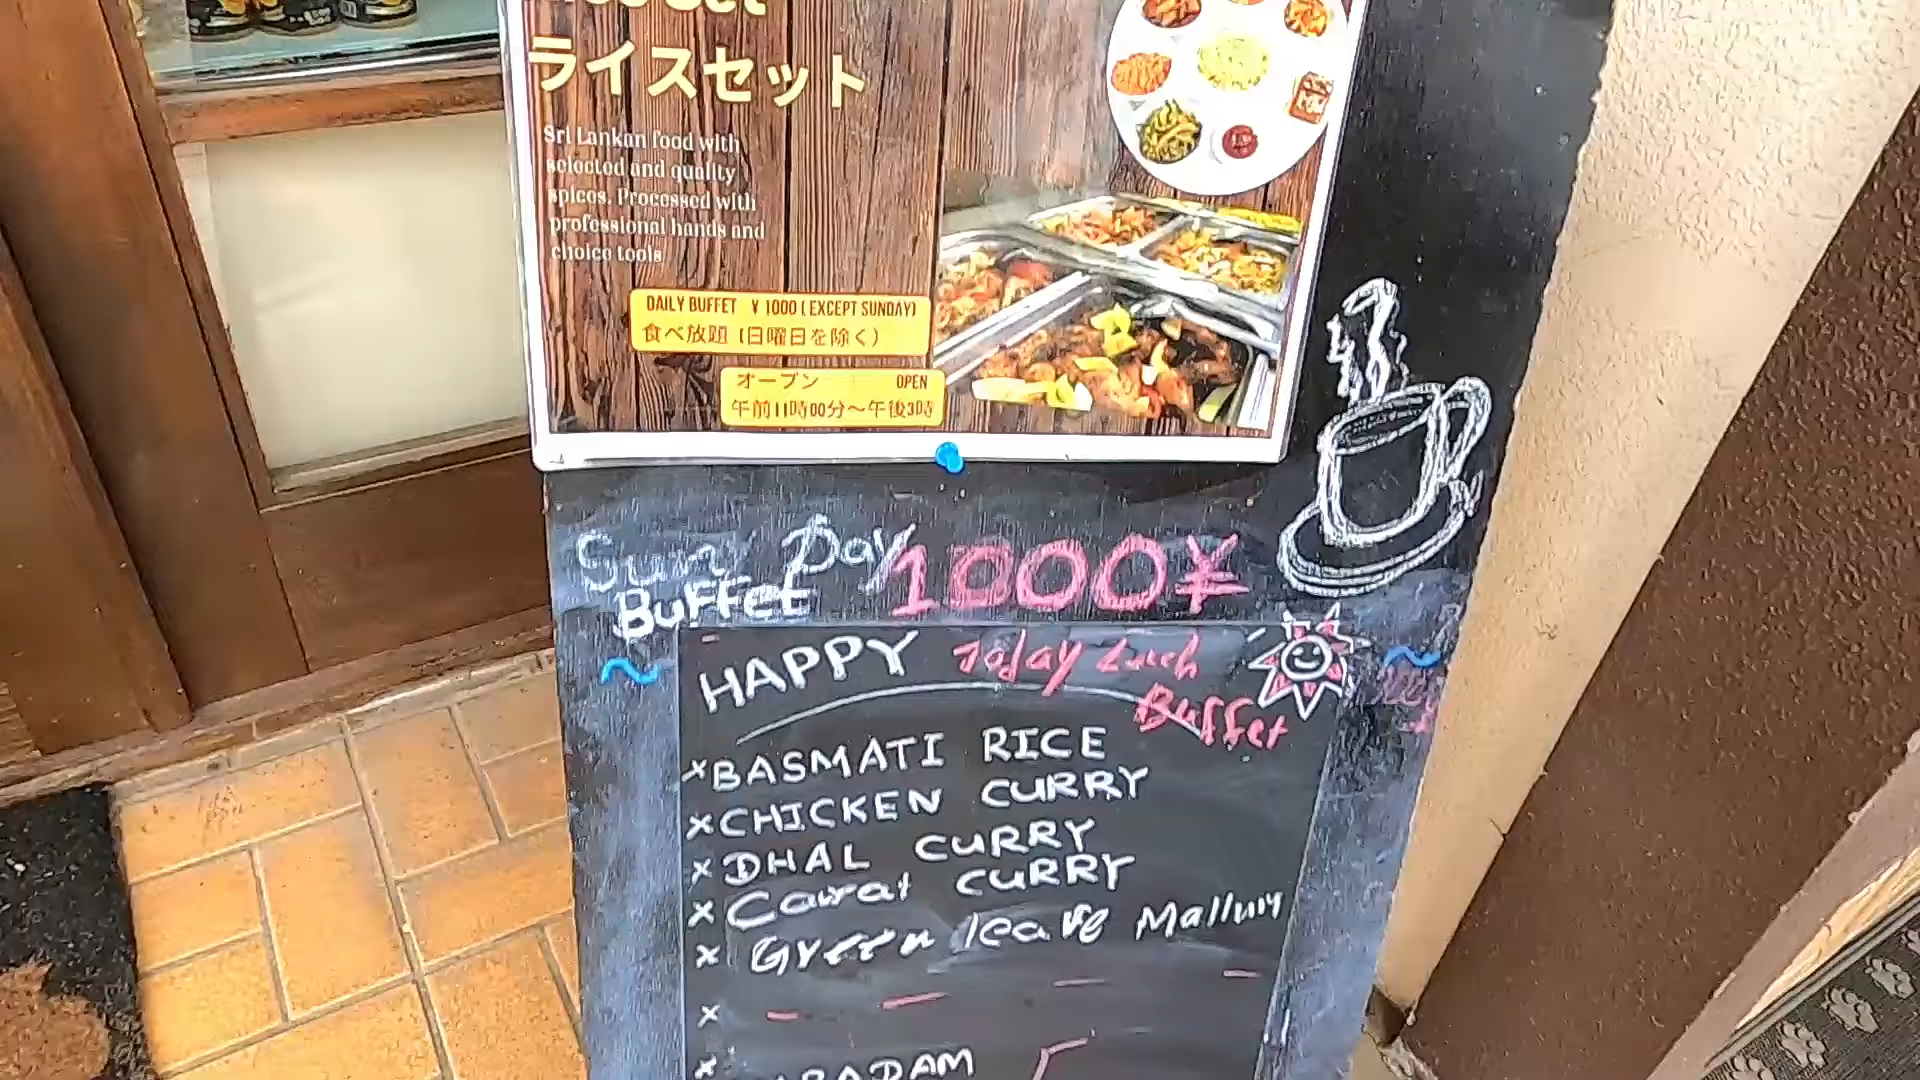 ライスセット
Sri Lankan food with
selected and quality
spices. Processed with
professional hands and
choice tools
DAILY BUFFET ¥ 1000 (EXCEPT SUNDAY)
食べ放題 (日曜日を除く)
オープン OPEN
午前11時00分～午後3時
Sun Day 1000¥
BUFFet
HAPPY Today Lunch
Buffet
×BASMATI RICE
×CHICKEN CURRY
×DHAL CURRY
×Carrat CURRY
× Green leave Mallum
×
×